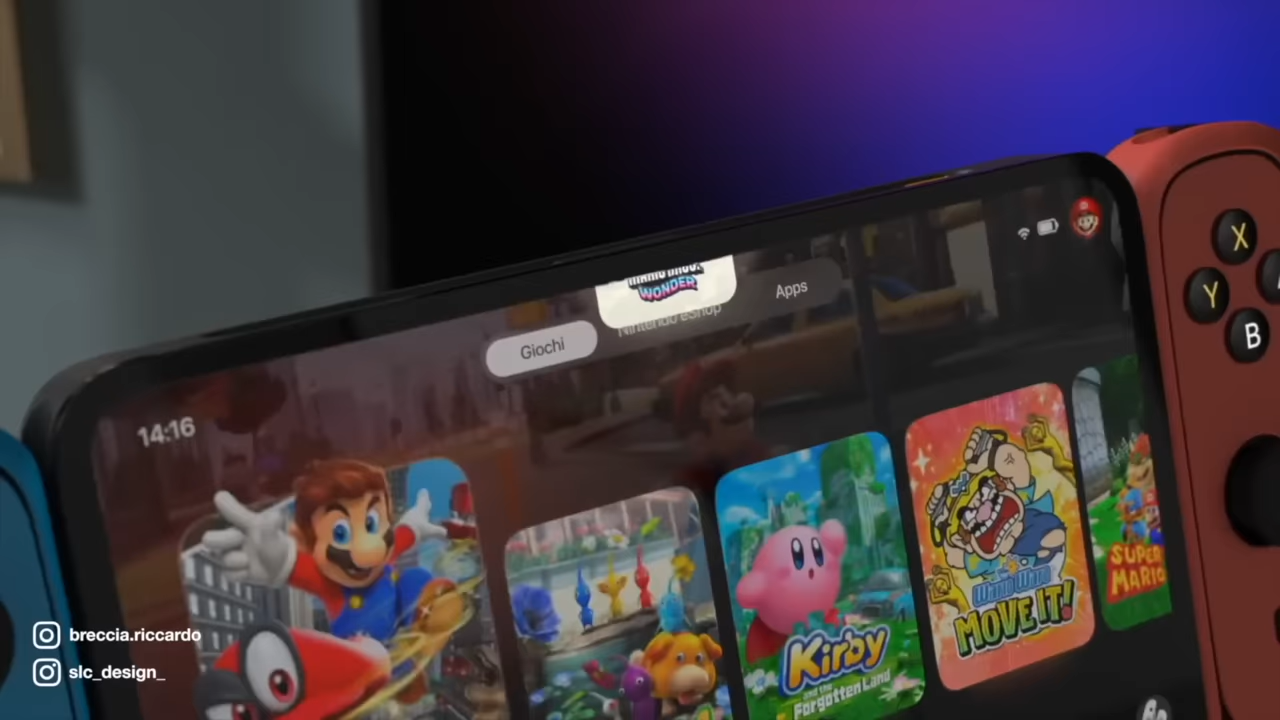 X
Y
B
Apps
MARIO BROS.
WONDER
Nintendo eShop
Giochi
14:16
Wario Ware
MOVE IT!
SUPER
MARIO
Kirby
and the
Forgotten Land
breccia.riccardo
slc_design_